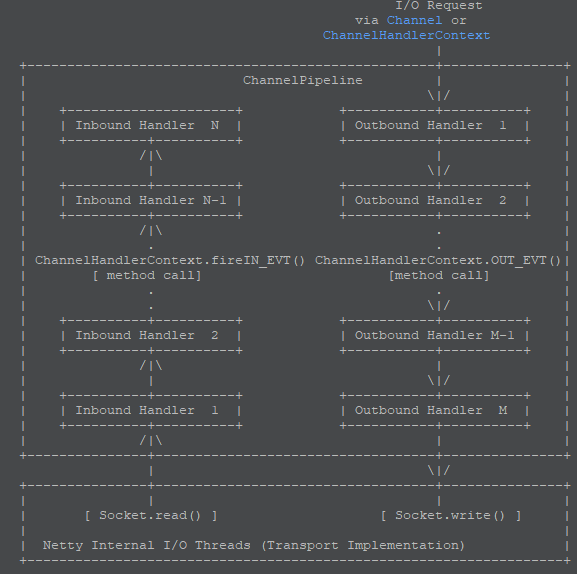 I/O Request
via Channel or
ChannelHandlerContext
ChannelPipeline
Inbound Handler N Outbound Handler 1
Inbound Handler N-1 Outbound Handler 2
ChannelHandlerContext.fireIN_EVT() ChannelHandlerContext.OUT_EVT()
[ method call] [method call]
Inbound Handler 2 Outbound Handler M-1
Inbound Handler 1 Outbound Handler M
[ Socket.read() ] [ Socket.write() ]
Netty Internal I/O Threads (Transport Implementation)